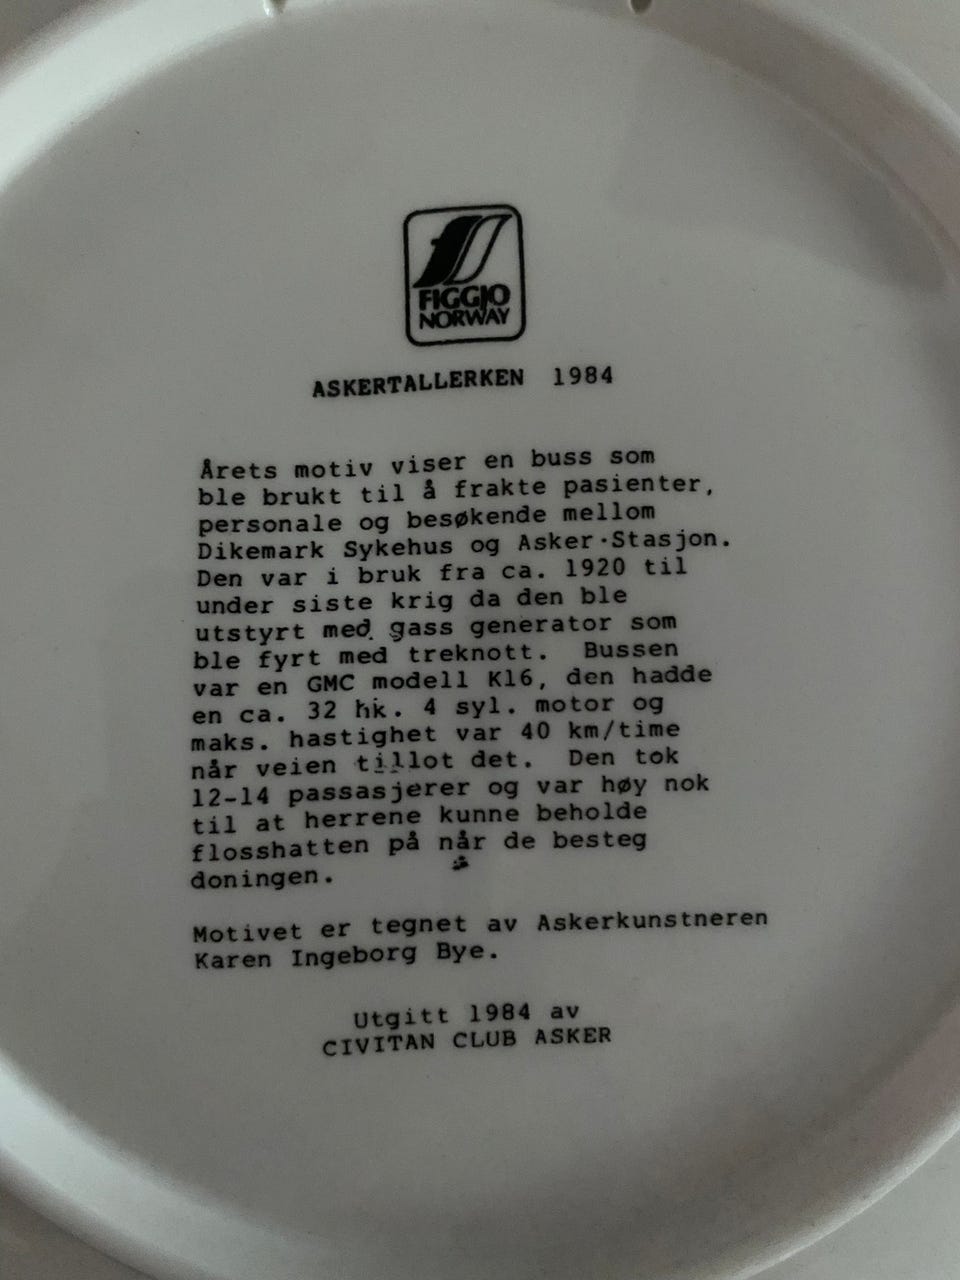 FIGGJO
NORWAY
ASKERTALLERKEN 1984
Årets motiv viser en buss som
ble brukt til å frakte pasienter,
personale og besøkende mellom
Dikemark Sykehus og Asker Stasjon.
Den var i bruk fra ca. 1920 til
under siste krig da den ble
utstyrt med gass generator som
ble fyrt med treknott. Bussen
var en GMC modell K16, den hadde
en ca. 32 hk. 4 syl. motor og
maks. hastighet var 40 km/time
når veien tillot det. Den tok
12-14 passasjerer og var høy nok
til at herrene kunne beholde
flosshatten på når de besteg
doningen.
Motivet er tegnet av Askerkunstneren
Karen Ingeborg Bye.
Utgitt 1984 av
CIVITAN CLUB ASKER